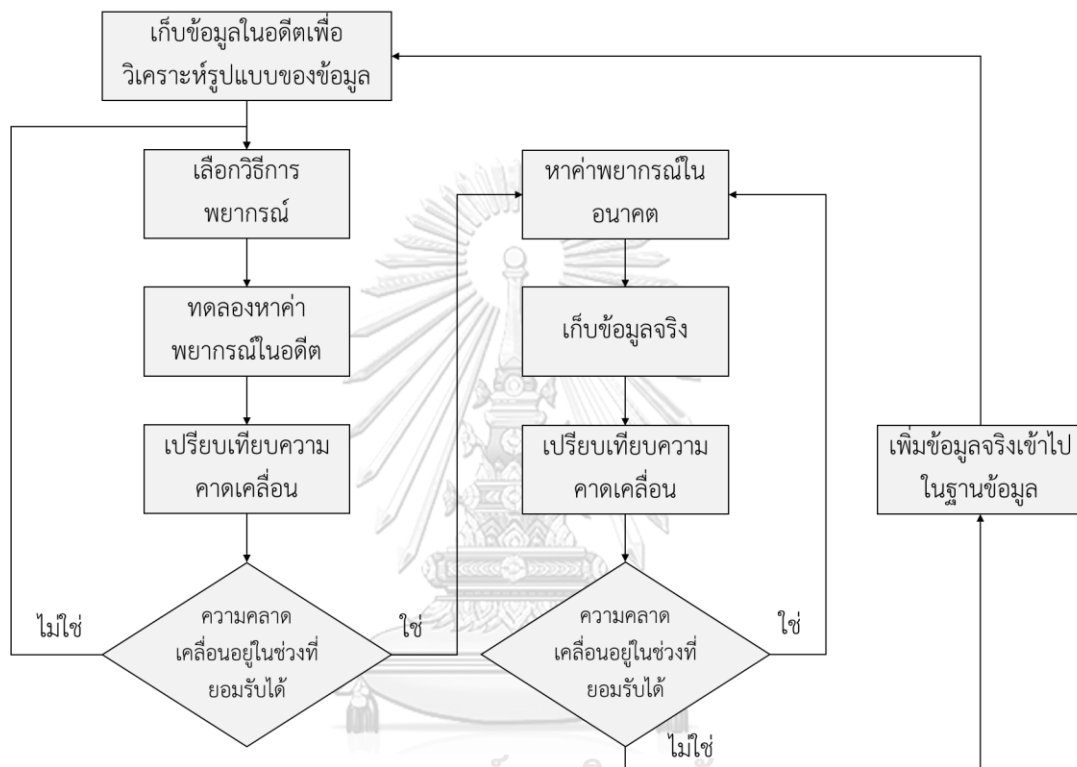 เก็บข้อมูลในอดีตเพื่อ
วิเคราะห์รูปแบบของข้อมูล
เลือกวิธีการ
พยากรณ์
ทดลองหาค่า
พยากรณ์ในอดีต
เปรียบเทียบความ
คาดเคลื่อน
ความคลาด
เคลื่อนอยู่ในช่วงที่
ยอมรับได้
ไม่ใช่
ใช่
หาค่าพยากรณ์ใน
อนาคต
เก็บข้อมูลจริง
เปรียบเทียบความ
คาดเคลื่อน
ความคลาด
เคลื่อนอยู่ในช่วงที่
ยอมรับได้
ใช่
ไม่ใช่
เพิ่มข้อมูลจริงเข้าไป
ในฐานข้อมูล